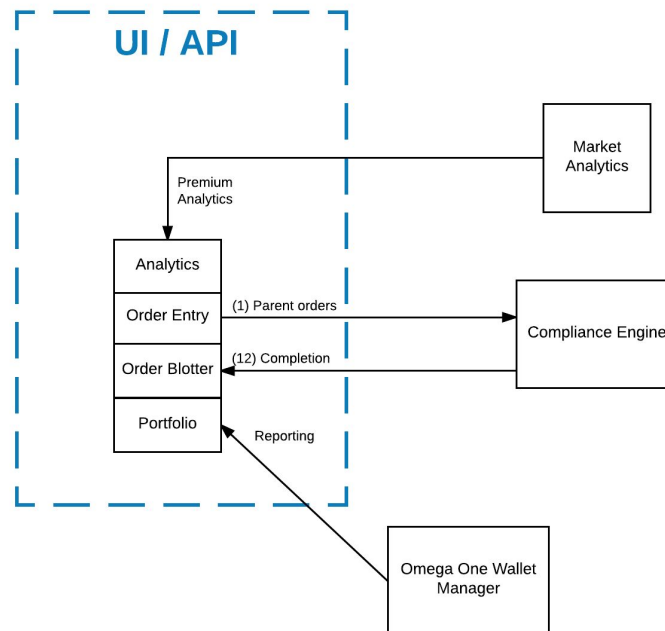 UI / API
Market
Analytics
Premium
Analytics
Analytics
Order Entry
(1) Parent orders
Compliance Engine
Order Blotter
(12) Completion
Portfolio
Reporting
Omega One Wallet
Manager